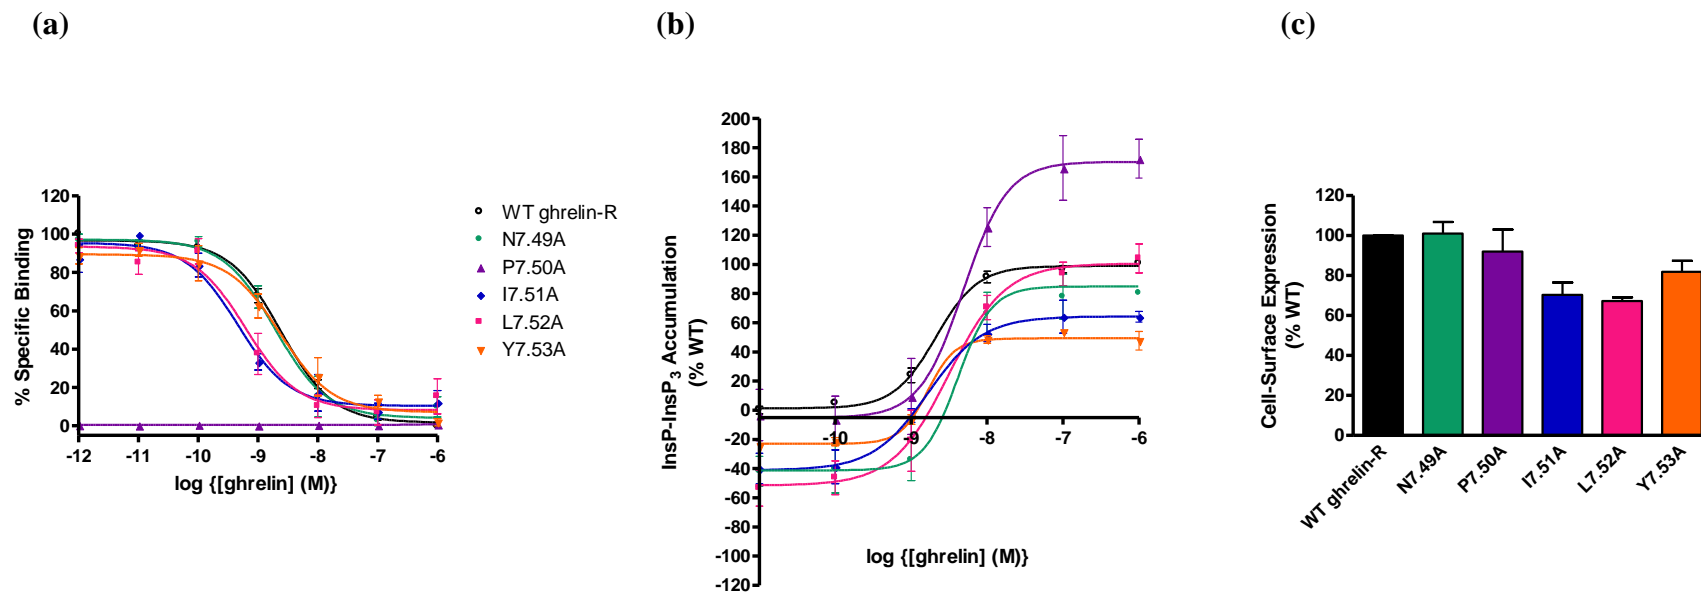 (a)
(b)
(c)
% Specific Binding
120
100
80
60
40
20
0
-12
-11
-10
-9
-8
-7
-6
log {[ghrelin] (M)}
WT ghrelin-R
N7.49A
P7.50A
I7.51A
L7.52A
Y7.53A
InsP-InsP3 Accumulation
(% WT)
200
180
160
140
120
100
80
60
40
20
0
-20
-40
-60
-80
-100
-120
-10
-9
-8
-7
-6
log {[ghrelin] (M)}
Cell-Surface Expression
(% WT)
120
100
80
60
40
20
0
WT ghrelin-R
N7.49A
P7.50A
I7.51A
L7.52A
Y7.53A